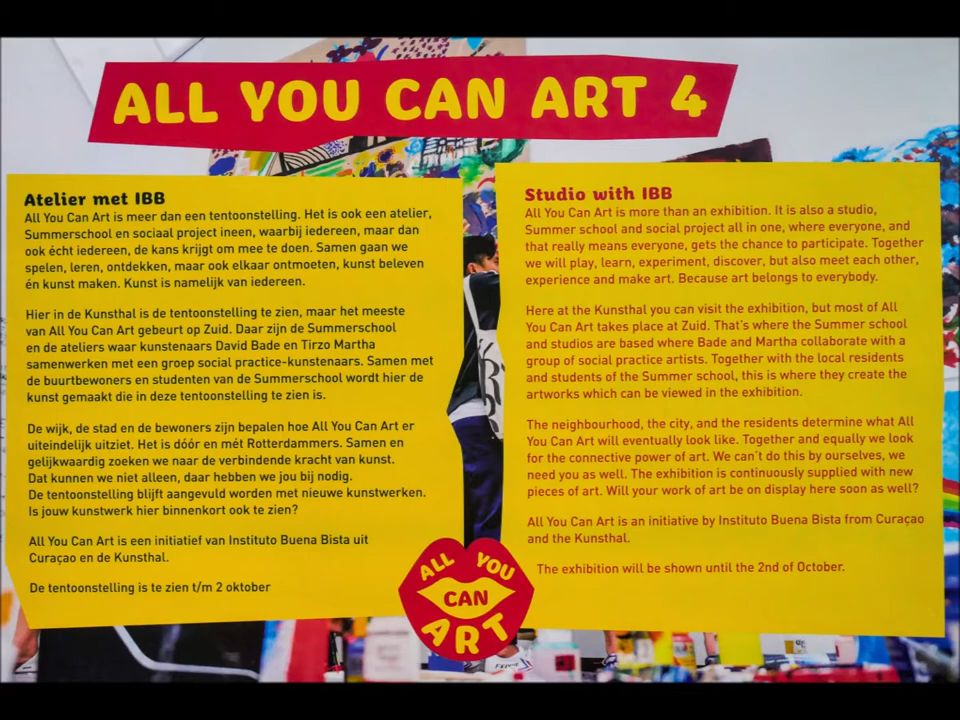 ALL YOU CAN ART 4
Atelier met IBB
All You Can Art is meer dan een tentoonstelling. Het is ook een atelier,
Summerschool en sociaal project ineen, waarbij iedereen, maar dan
ook écht iedereen, de kans krijgt om mee te doen. Samen gaan we
spelen, leren, ontdekken, maar ook elkaar ontmoeten, kunst beleven
én kunst maken. Kunst is namelijk van iedereen.
Hier in de Kunsthal is de tentoonstelling te zien, maar het meeste
van All You Can Art gebeurt op Zuid. Daar zijn de Summerschool
en de ateliers waar kunstenaars David Bade en Tirzo Martha
samenwerken met een groep social practice-kunstenaars. Samen met
de buurtbewoners en studenten van de Summerschool wordt hier de
kunst gemaakt die in deze tentoonstelling te zien is.
De wijk, de stad en de bewoners zijn bepalen hoe All You Can Art er
uiteindelijk uitziet. Het is dóór en mét Rotterdammers. Samen en
gelijkwaardig zoeken we naar de verbindende kracht van kunst.
Dat kunnen we niet alleen, daar hebben we jou bij nodig.
De tentoonstelling blijft aangevuld worden met nieuwe kunstwerken.
Is jouw kunstwerk hier binnenkort ook te zien?
All You Can Art is een initiatief van Instituto Buena Bista uit
Curaçao en de Kunsthal.
De tentoonstelling is te zien t/m 2 oktober
Studio with IBB
All You Can Art is more than an exhibition. It is also a studio,
Summer school and social project all in one, where everyone, and
that really means everyone, gets the chance to participate. Together
we will play, learn, experiment, discover, but also meet each other,
experience and make art. Because art belongs to everybody.
Here at the Kunsthal you can visit the exhibition, but most of All
You Can Art takes place at Zuid. That's where the Summer school
and studios are based where Bade and Martha collaborate with a
group of social practice artists. Together with the local residents
and students of the Summer school, this is where they create the
artworks which can be viewed in the exhibition.
The neighbourhood, the city, and the residents determine what All
You Can Art will eventually look like. Together and equally we look
for the connective power of art. We can't do this by ourselves, we
need you as well. The exhibition is continuously supplied with new
pieces of art. Will your work of art be on display here soon as well?
All You Can Art is an initiative by Instituto Buena Bista from Curaçao
and the Kunsthal.
The exhibition will be shown until the 2nd of October.
ALL YOU
CAN
ART